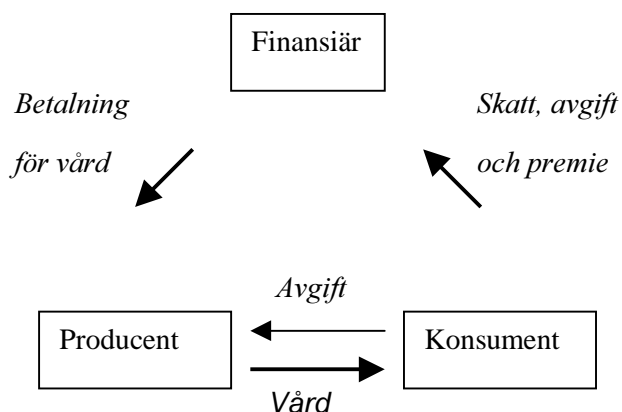 Finansiär
Betalning
för vård
Skatt, avgift
och premie
Avgift
Producent
Konsument
Vård